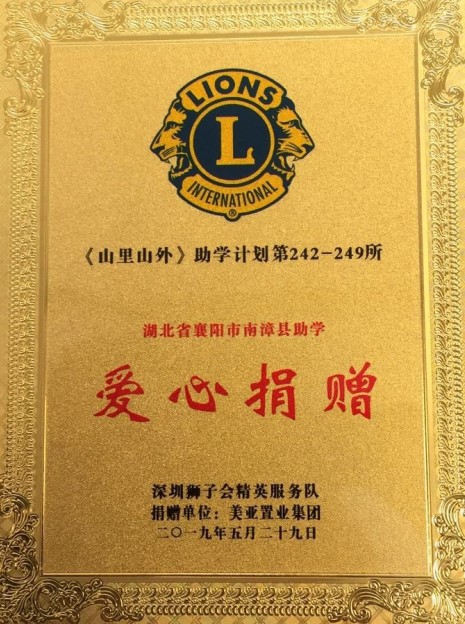 LIONS
L
INTERNATIONAL
®
《山里山外》助学计划第242-249所
湖北省襄阳市南漳县助学
爱心捐赠
深圳狮子会精英服务队
捐赠单位：美亚置业集团
二〇一九年五月二十九日